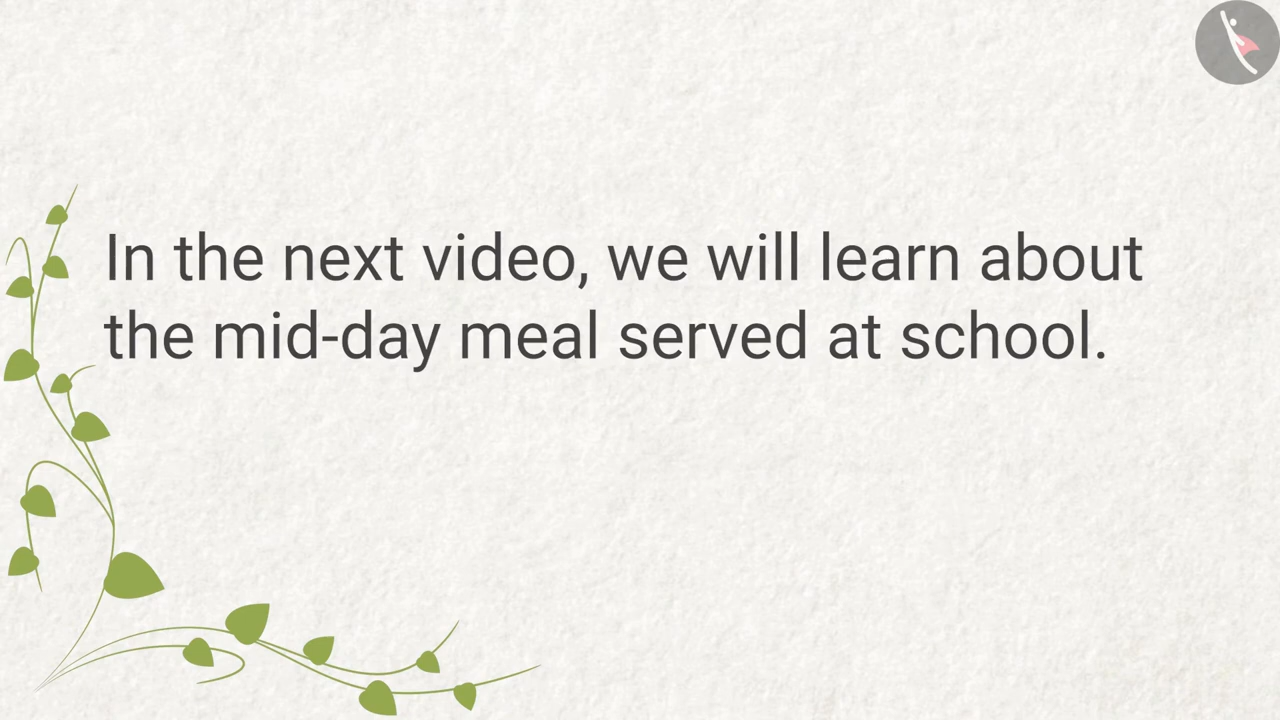 In the next video, we will learn about
the mid-day meal served at school.